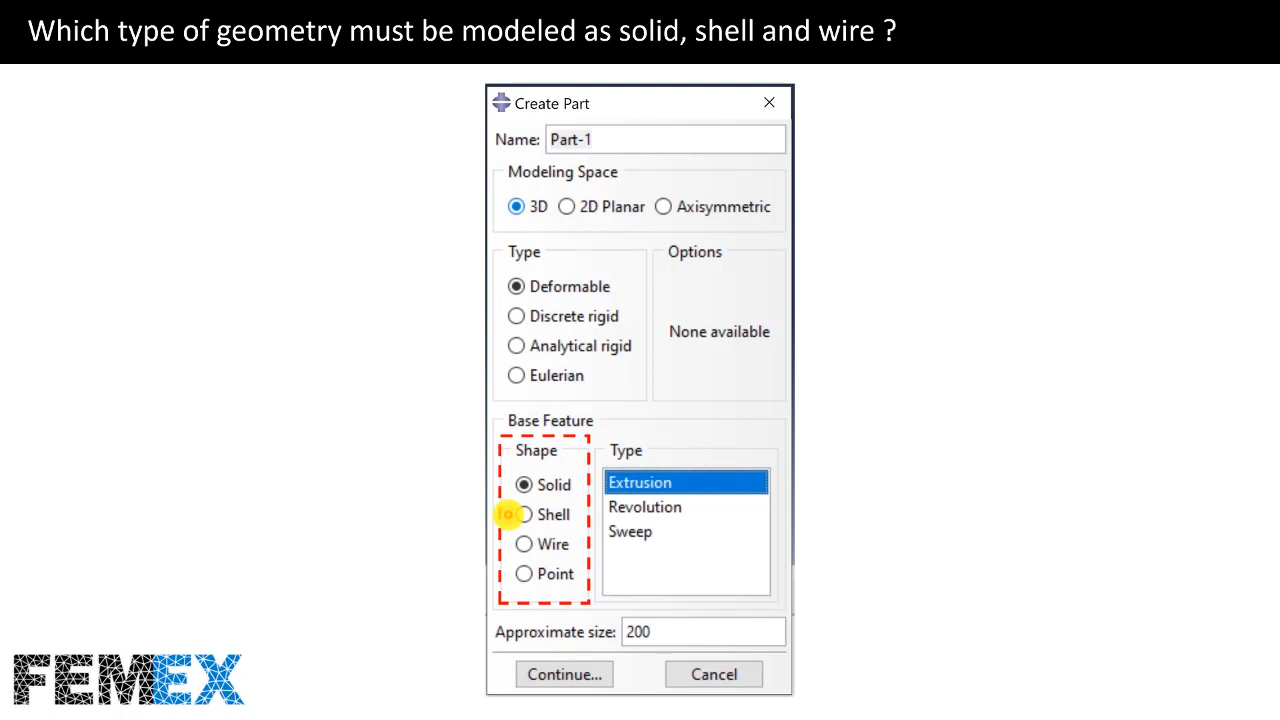 Which type of geometry must be modeled as solid, shell and wire ?
Create Part
Name: Part-1
Modeling Space
3D 2D Planar Axisymmetric
Type
Deformable
Discrete rigid
Analytical rigid
Eulerian
Options
None available
Base Feature
Shape
Solid
Shell
Wire
Point
Type
Extrusion
Revolution
Sweep
Approximate size: 200
Continue... Cancel
FEMEX